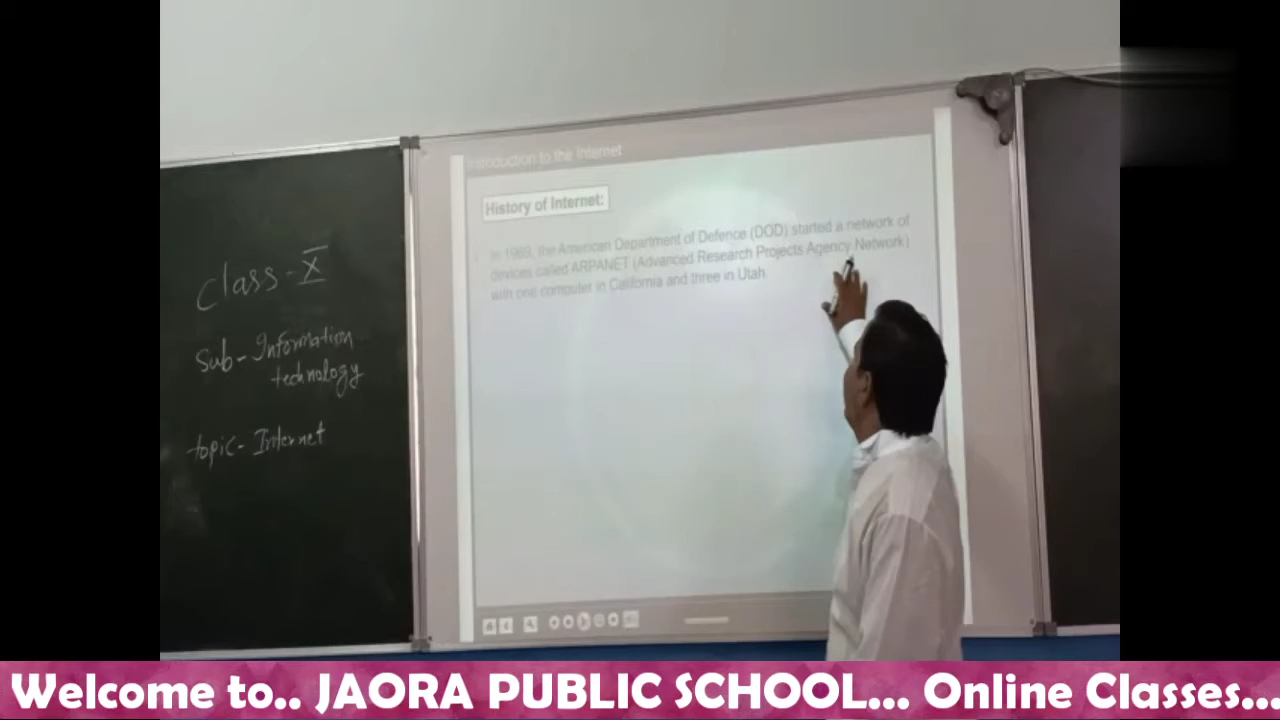 Introduction to the Internet
History of Internet:
In 1969, the American Department of Defence (DOD) started a network of
devices called ARPANET (Advanced Research Projects Agency Network)
with one computer in California and three in Utah.
Class - X
Sub - Information
technology
topic - Internet
Welcome to.. JAORA PUBLIC SCHOOL... Online Classes...